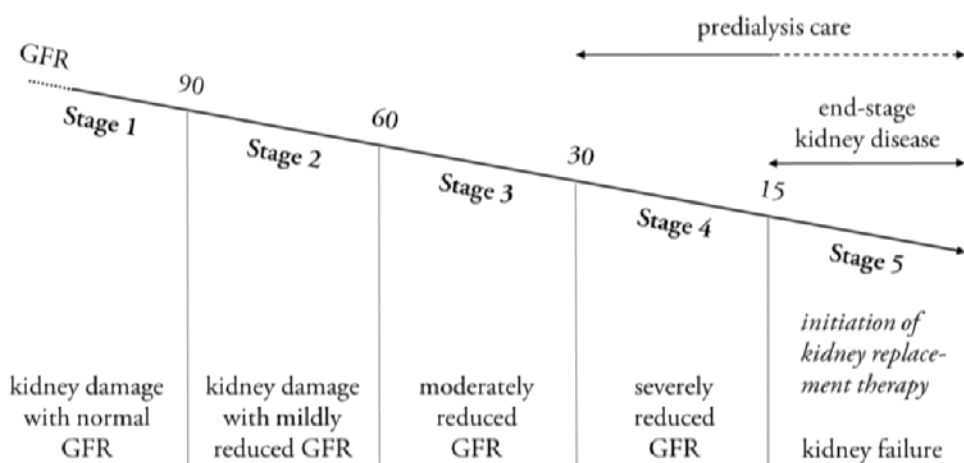 predialysis care
GFR
90
Stage 1
60
Stage 2
30
Stage 3
end-stage
kidney disease
15
Stage 4
Stage 5
initiation of
kidney replace-
ment therapy
kidney damage
with normal
GFR
kidney damage
with mildly
reduced GFR
moderately
reduced
GFR
severely
reduced
GFR
kidney failure